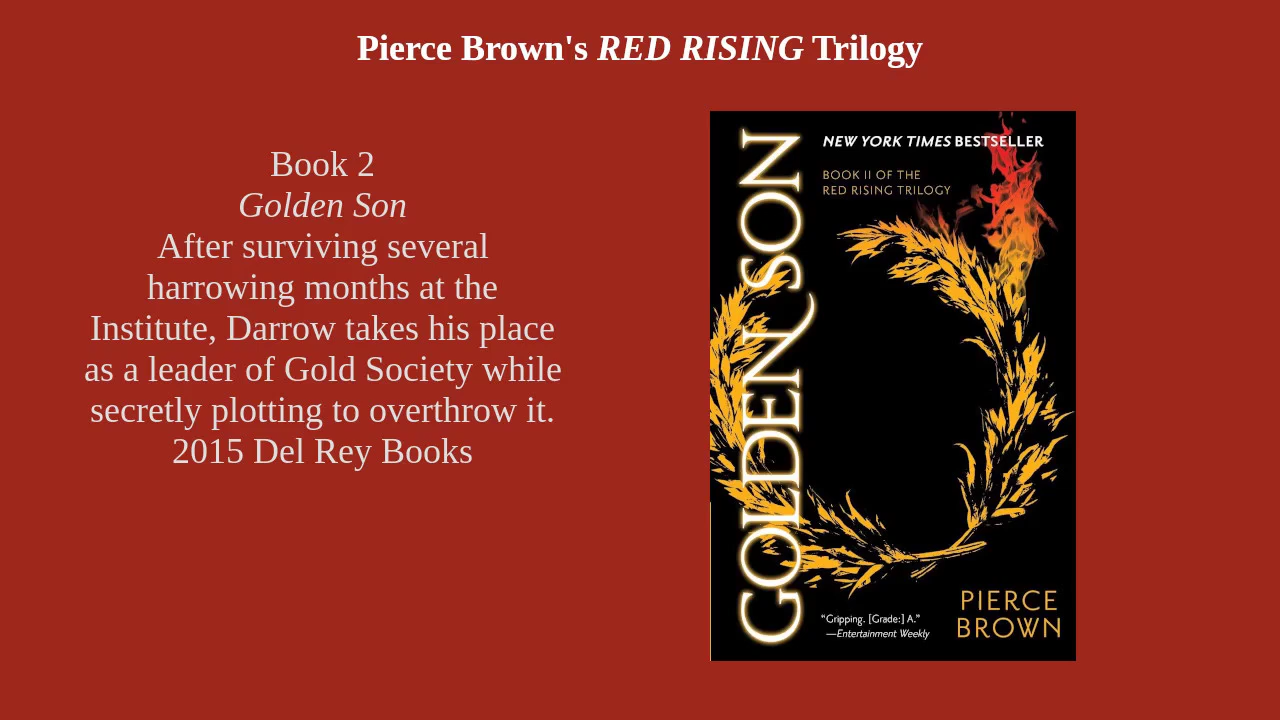 Pierce Brown's RED RISING Trilogy
Book 2
Golden Son
After surviving several
harrowing months at the
Institute, Darrow takes his place
as a leader of Gold Society while
secretly plotting to overthrow it.
2015 Del Rey Books
GOLDEN SON
NEW YORK TIMES BESTSELLER
BOOK II OF THE
RED RISING TRILOGY
"Gripping. [Grade:] A."
—Entertainment Weekly
PIERCE
BROWN